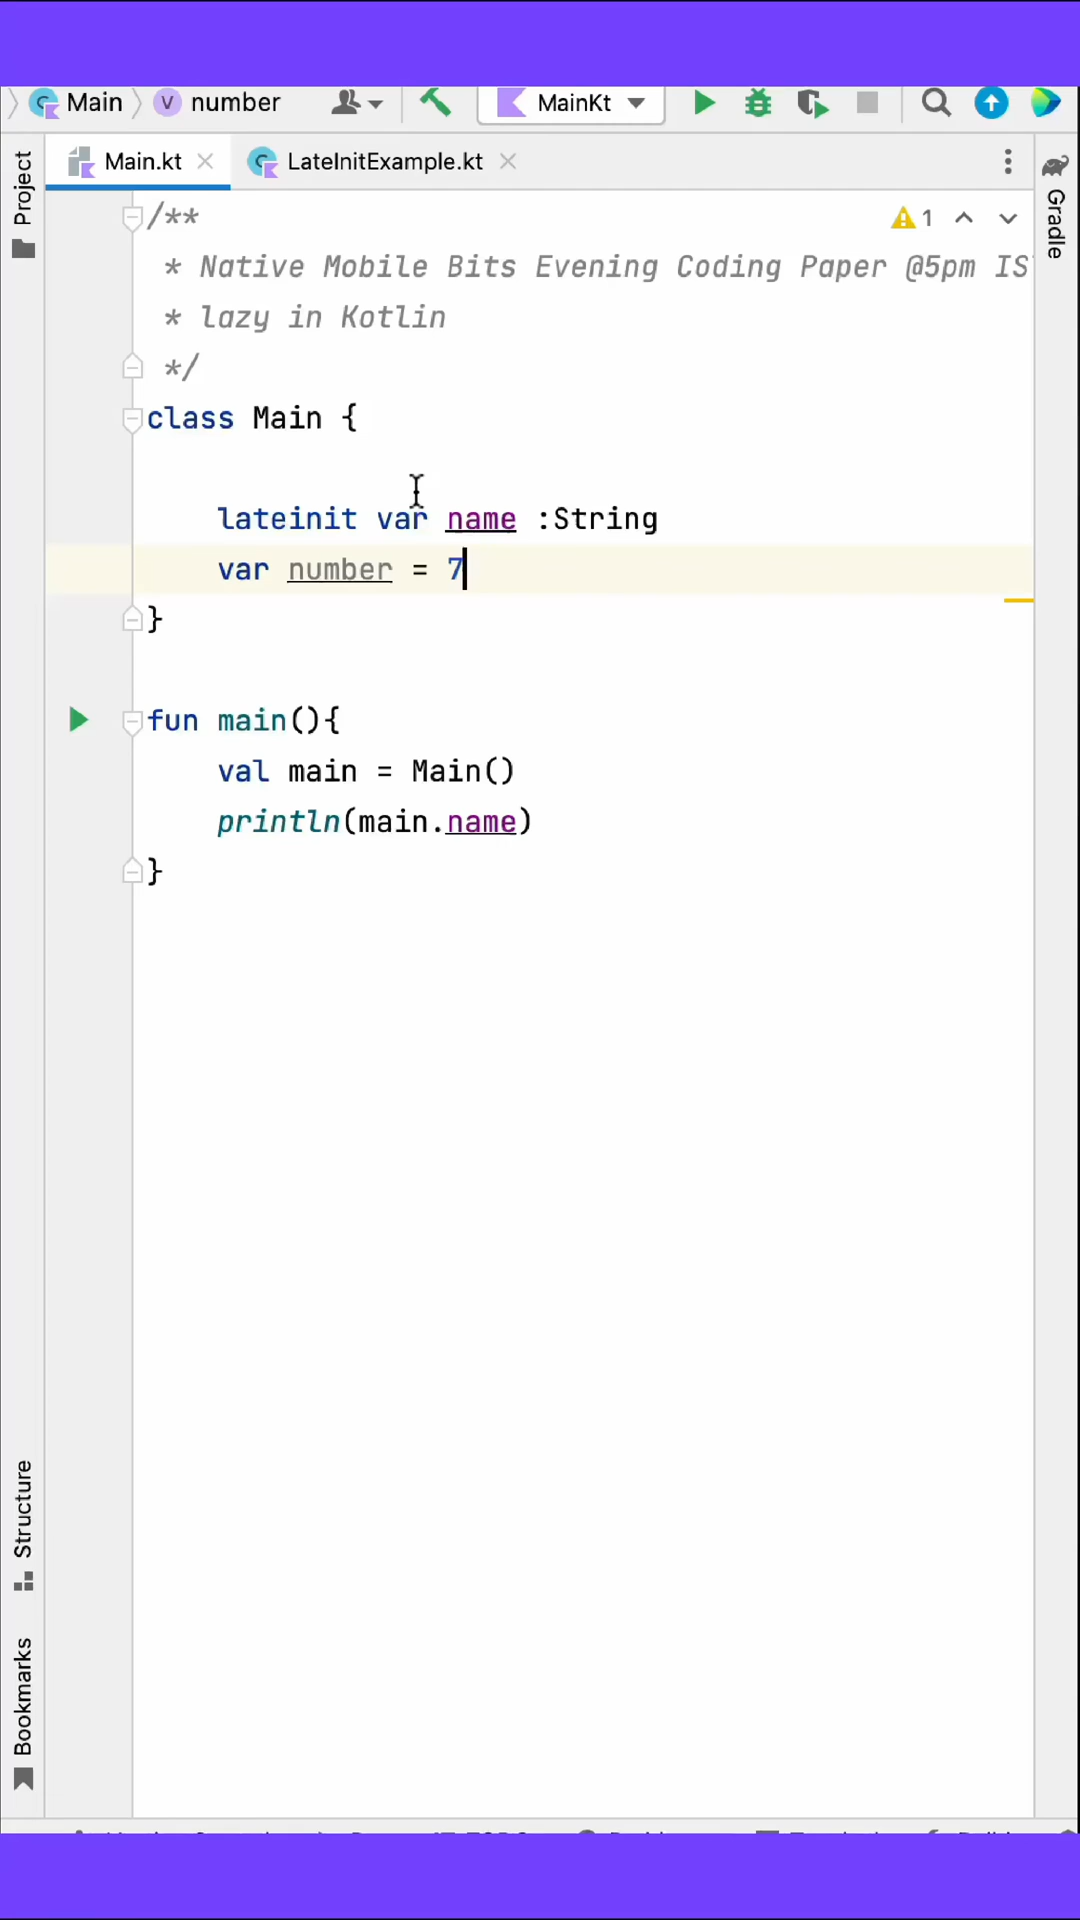 Main number MainKt
Project
Main.kt LateInitExample.kt
Gradle
/** 1
* Native Mobile Bits Evening Coding Paper @5pm
* lazy in Kotlin
*/
class Main {
lateinit var name :String
var number = 7
}
fun main(){
val main = Main()
println(main.name)
}
Structure
Bookmarks